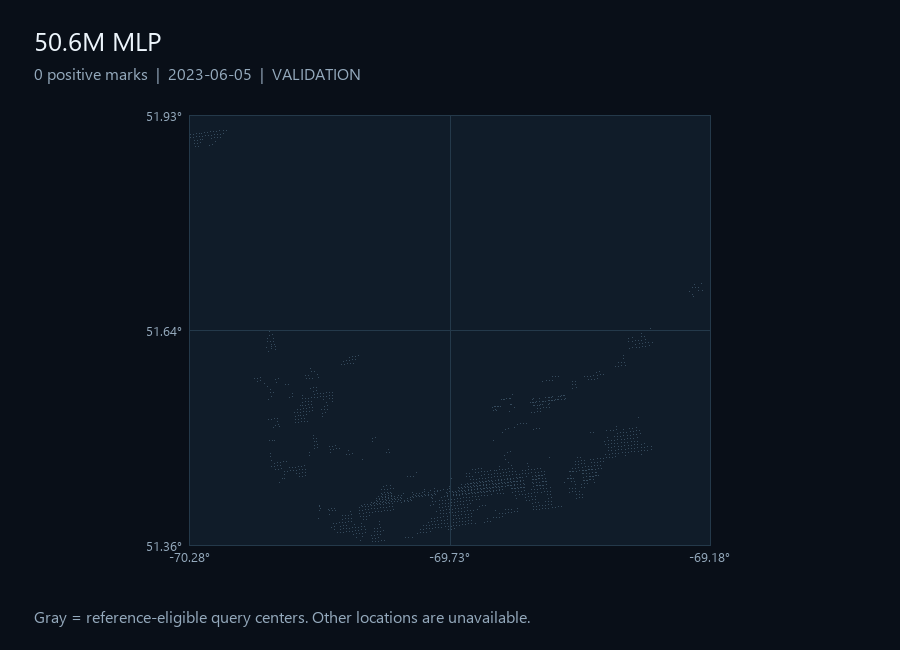 50.6M MLP
0 positive marks | 2023-06-05 | VALIDATION
51.93°
51.64°
51.36°
-70.28°
-69.73°
-69.18°
Gray = reference-eligible query centers. Other locations are unavailable.